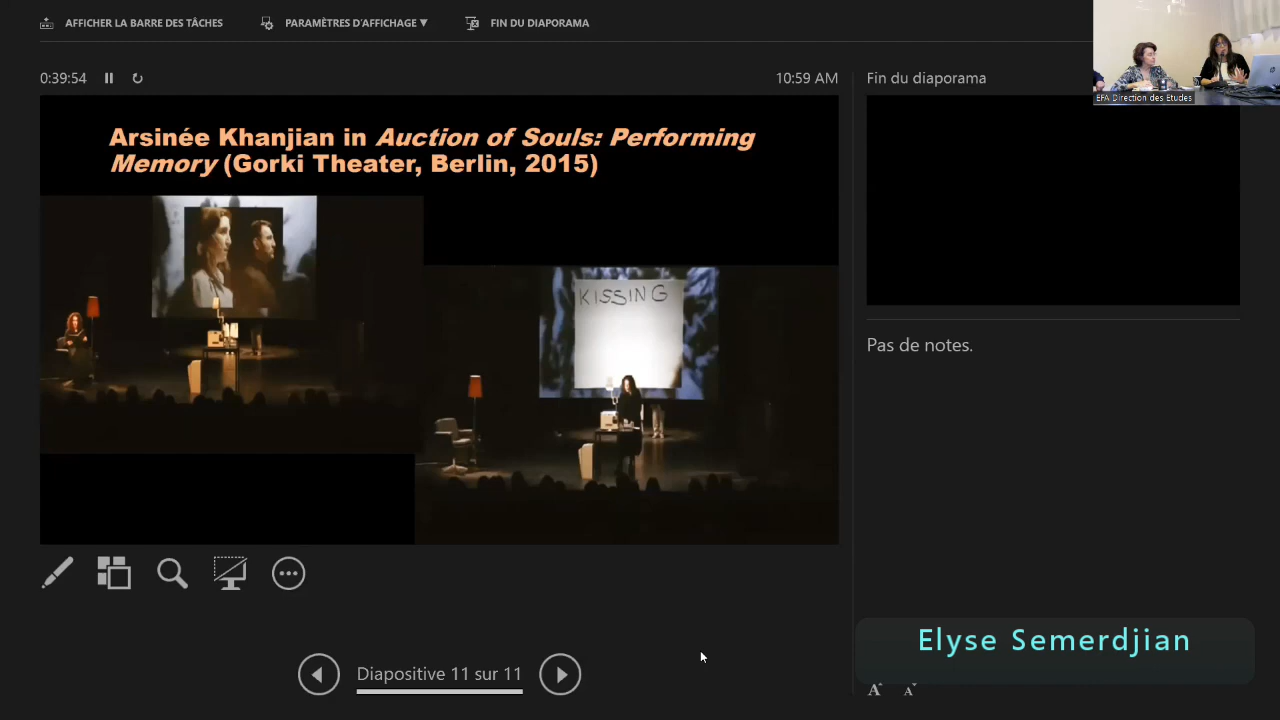 AFFICHER LA BARRE DES TÂCHES
PARAMÈTRES D'AFFICHAGE ▼
FIN DU DIAPORAMA
0:39:54
10:59 AM
Fin du diaporama
EFA Direction des Etudes
Arsinée Khanjian in Auction of Souls: Performing
Memory (Gorki Theater, Berlin, 2015)
KISSING
Pas de notes.
Elyse Semerdjian
Diapositive 11 sur 11
A A